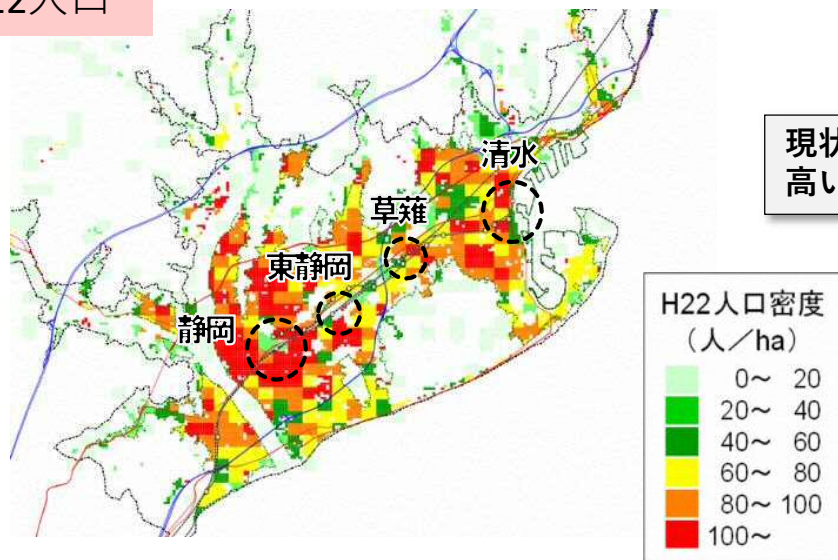 22人口
清水
草薙
東静岡
静岡
現状
高い
H22人口密度
（人／ha）
0～ 20
20～ 40
40～ 60
60～ 80
80～ 100
100～